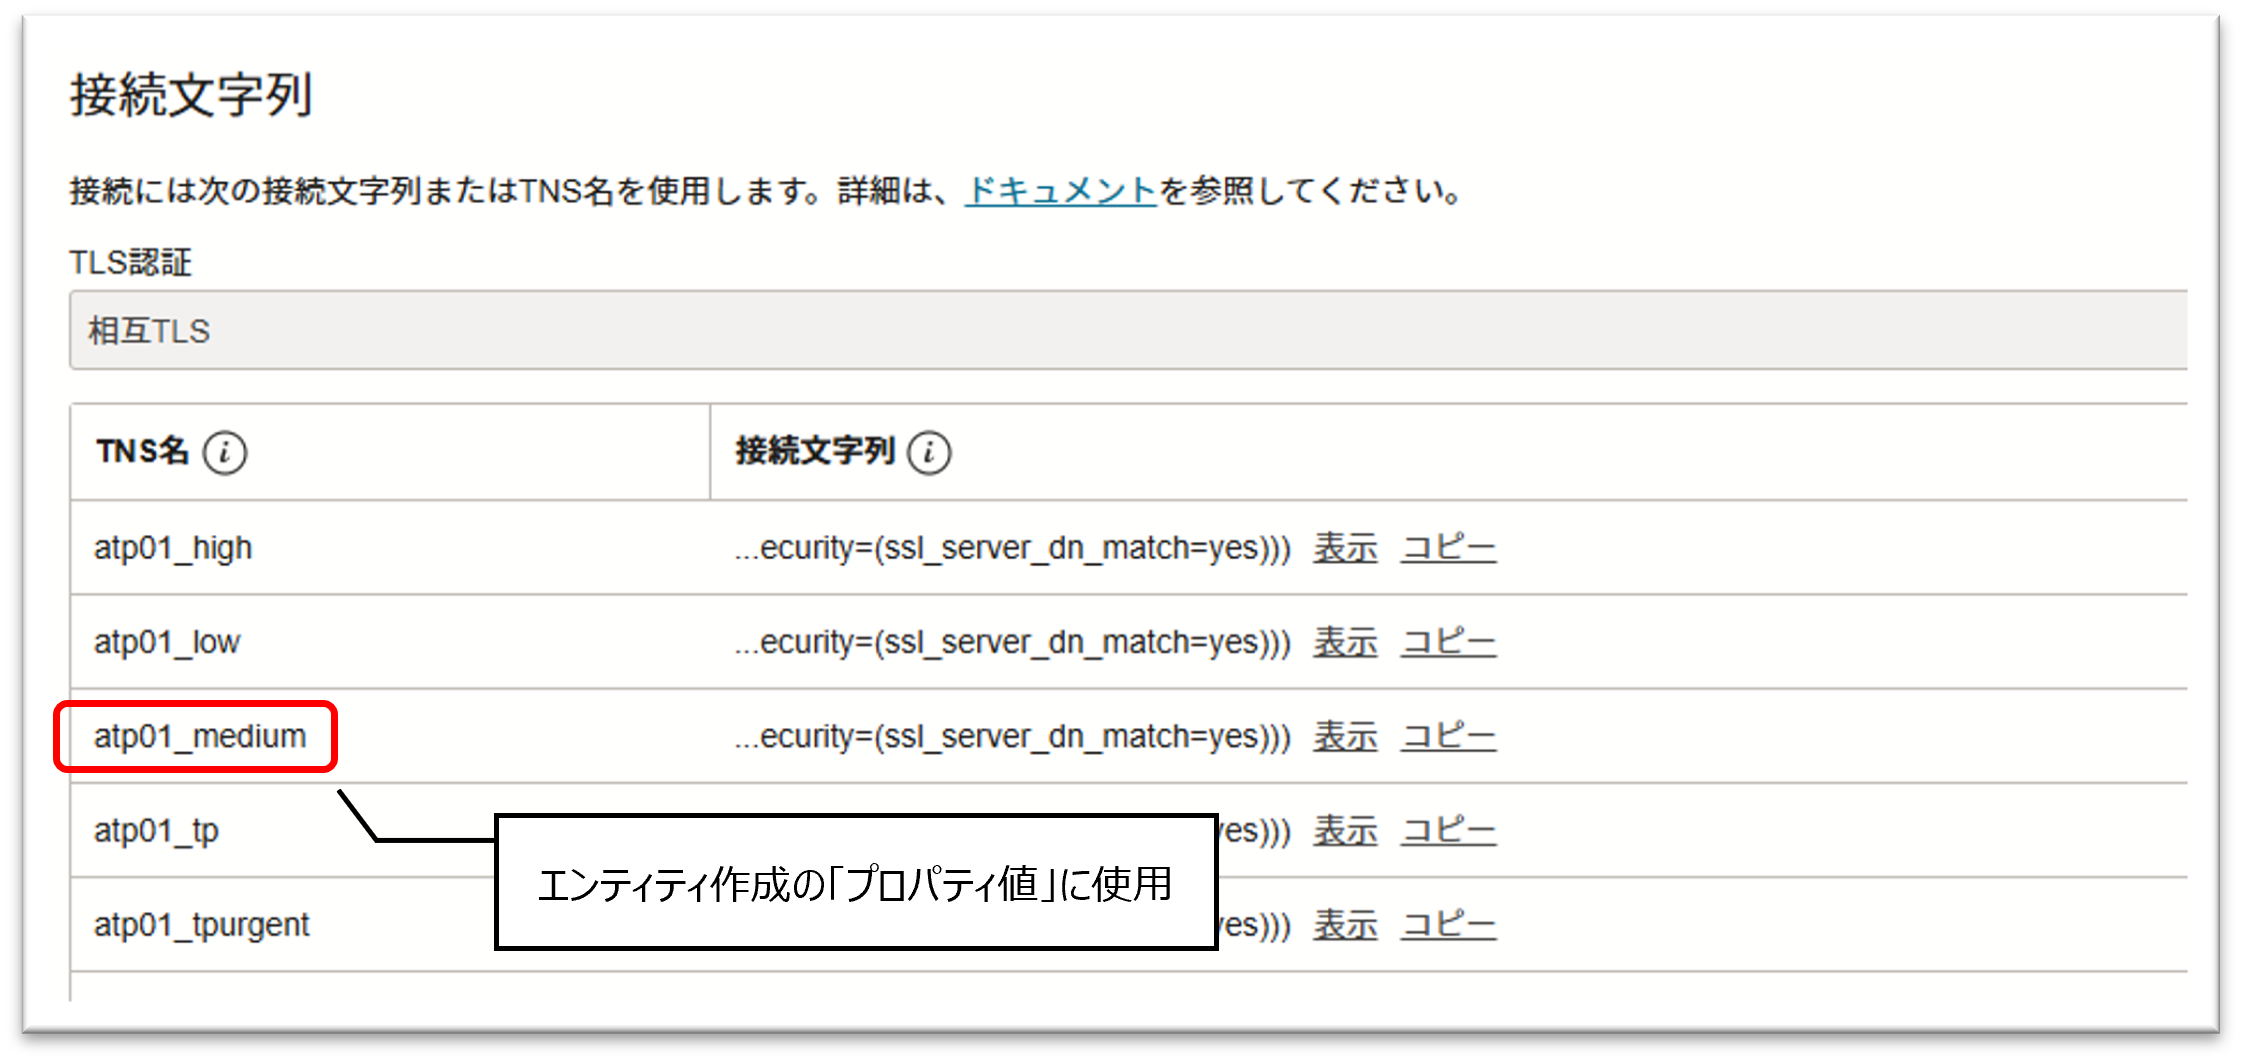 接続文字列
接続には次の接続文字列またはTNS名を使用します。詳細は、ドキュメントを参照してください。
TLS認証
相互TLS
TNS名 i 接続文字列 i
atp01_high ...ecurity=(ssl_server_dn_match=yes))) 表示 コピー
atp01_low ...ecurity=(ssl_server_dn_match=yes))) 表示 コピー
atp01_medium ...ecurity=(ssl_server_dn_match=yes))) 表示 コピー
atp01_tp yes))) 表示 コピー
エンティティ作成の「プロパティ値」に使用
atp01_tpurgent yes))) 表示 コピー